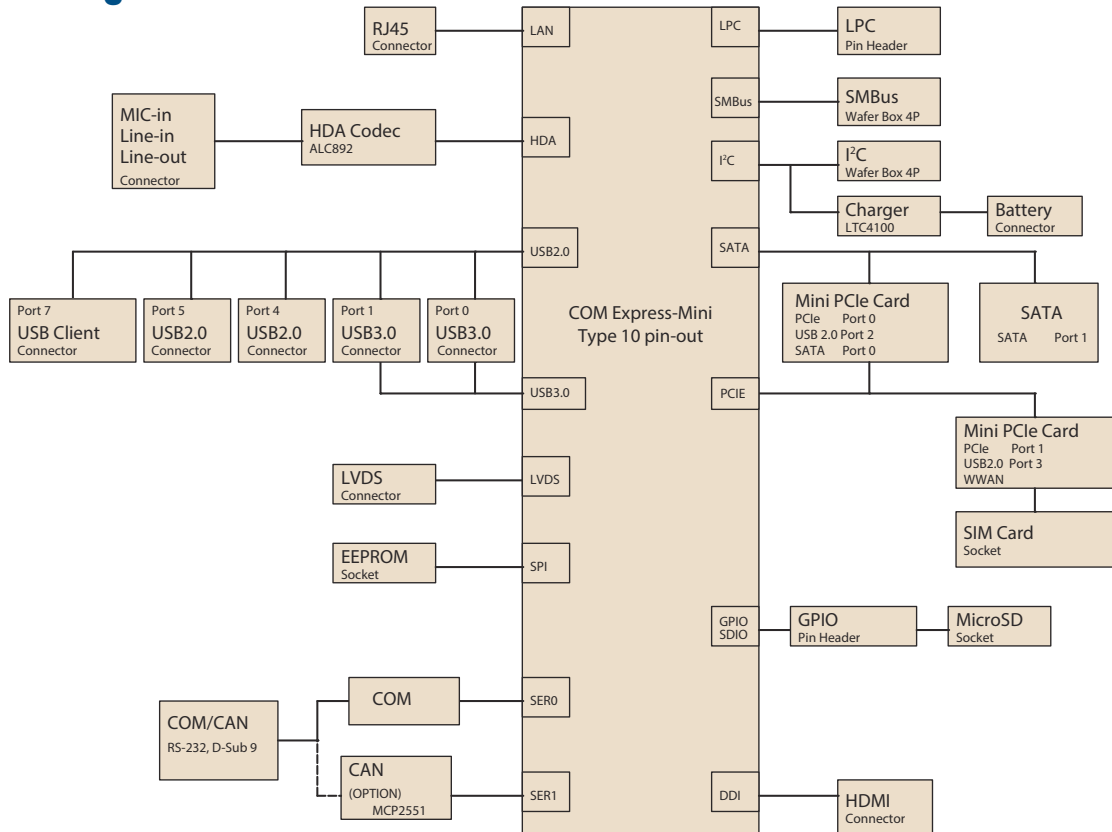 RJ45
Connector
LAN
LPC
LPC
Pin Header
MIC-in
Line-in
Line-out
Connector
HDA Codec
ALC892
HDA
SMBus
SMBus
Wafer Box 4P
I²C
I²C
Wafer Box 4P
Charger
LTC4100
Battery
Connector
USB2.0
SATA
Port 7
USB Client
Connector
Port 5
USB2.0
Connector
Port 4
USB2.0
Connector
Port 1
USB3.0
Connector
Port 0
USB3.0
Connector
COM Express-Mini
Type 10 pin-out
Mini PCIe Card
PCIe Port 0
USB 2.0 Port 2
SATA Port 0
SATA
SATA Port 1
USB3.0
PCIE
Mini PCIe Card
PCIe Port 1
USB2.0 Port 3
WWAN
LVDS
Connector
LVDS
SIM Card
Socket
EEPROM
Socket
SPI
GPIO
SDIO
GPIO
Pin Header
MicroSD
Socket
COM/CAN
RS-232, D-Sub 9
COM
SER0
CAN
(OPTION)
MCP2551
SER1
DDI
HDMI
Connector